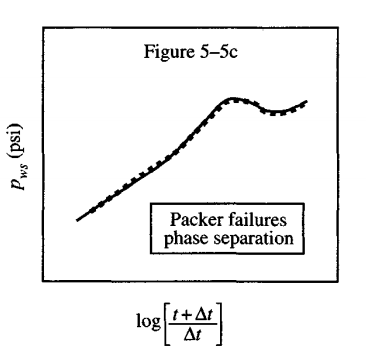 Figure 5–5c
p_ws (psi)
Packer failures
phase separation
log[(t + Δt)/Δt]